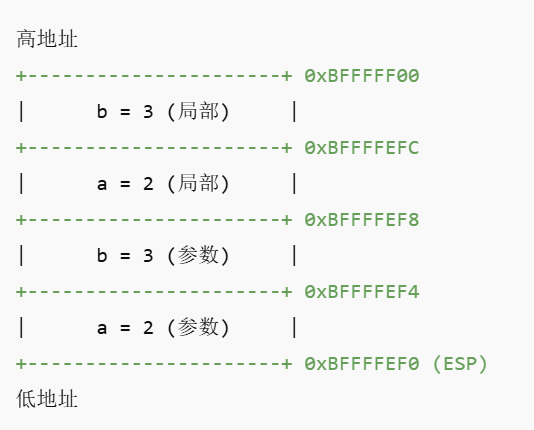 高地址
+----------------------+ 0xBFFFFF00
|      b = 3 (局部)     |
+----------------------+ 0xBFFFFEFC
|      a = 2 (局部)     |
+----------------------+ 0xBFFFFEF8
|      b = 3 (参数)     |
+----------------------+ 0xBFFFFEF4
|      a = 2 (参数)     |
+----------------------+ 0xBFFFFEF0 (ESP)
低地址